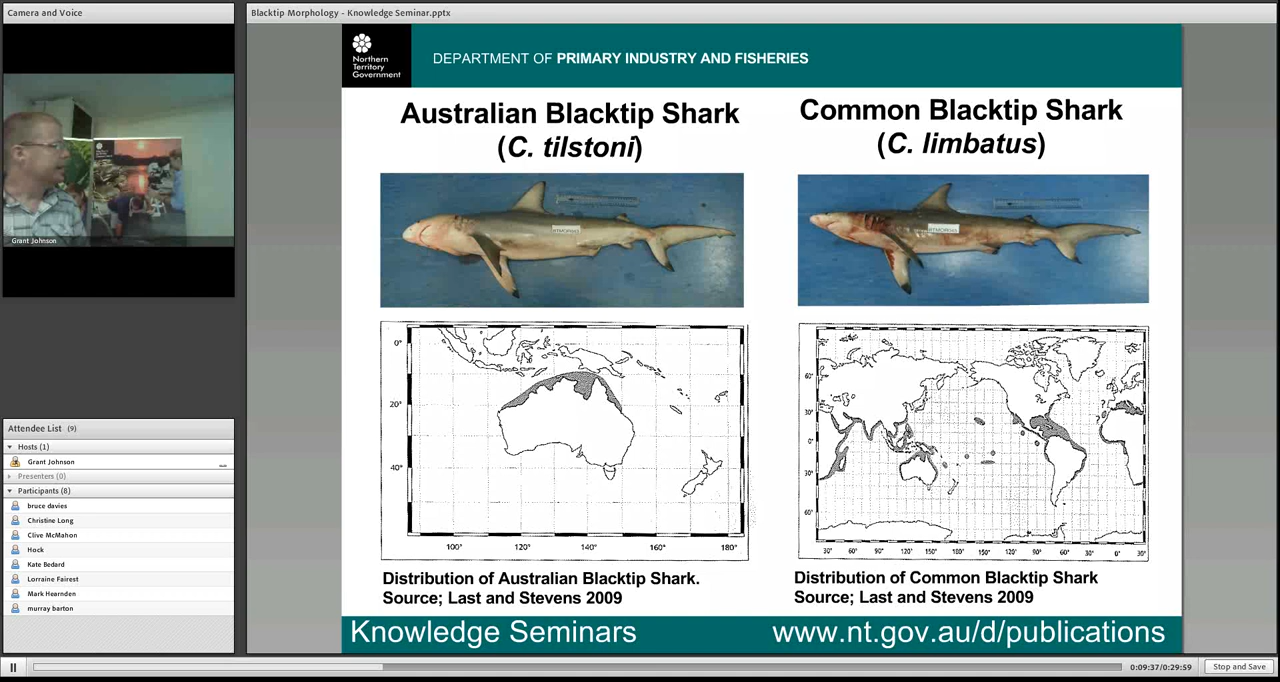 Camera and Voice
Grant Johnson
Attendee List (9)
Hosts (1)
Grant Johnson
Presenters (0)
Participants (8)
bruce davies
Christine Long
Clive McMahon
Hock
Kate Bedard
Lorraine Fairest
Mark Hearnden
murray barton
Blacktip Morphology - Knowledge Seminar.pptx
Northern
Territory
Government
DEPARTMENT OF PRIMARY INDUSTRY AND FISHERIES
Australian Blacktip Shark
(C. tilstoni)
Common Blacktip Shark
(C. limbatus)
0°
20°
40°
100° 120° 140° 160° 180°
60°
30°
0°
30°
60°
30° 60° 90° 120° 150° 180° 150° 120° 90° 60° 30° 0° 30°
Distribution of Australian Blacktip Shark.
Source; Last and Stevens 2009
Distribution of Common Blacktip Shark
Source; Last and Stevens 2009
Knowledge Seminars
www.nt.gov.au/d/publications
0:09:37/0:29:59
Stop and Save